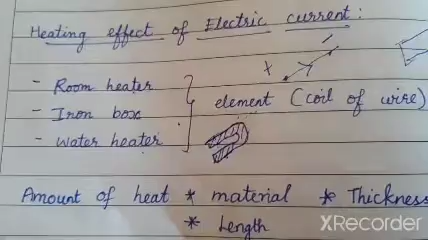 Heating effect of Electric current :
- Room heater
- Iron box
- Water heater
element (coil of wire)
Amount of heat * material * Thickness
* Length
XRecorder